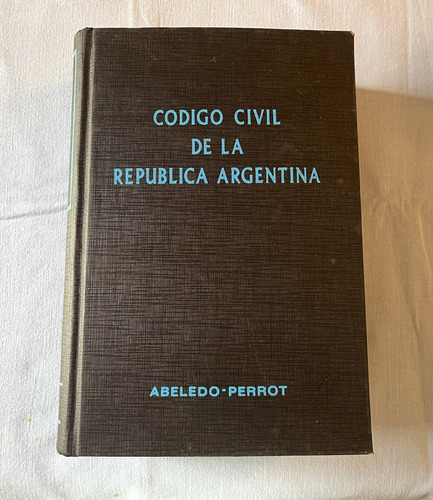 CODIGO CIVIL
DE LA
REPUBLICA ARGENTINA
ABELEDO-PERROT